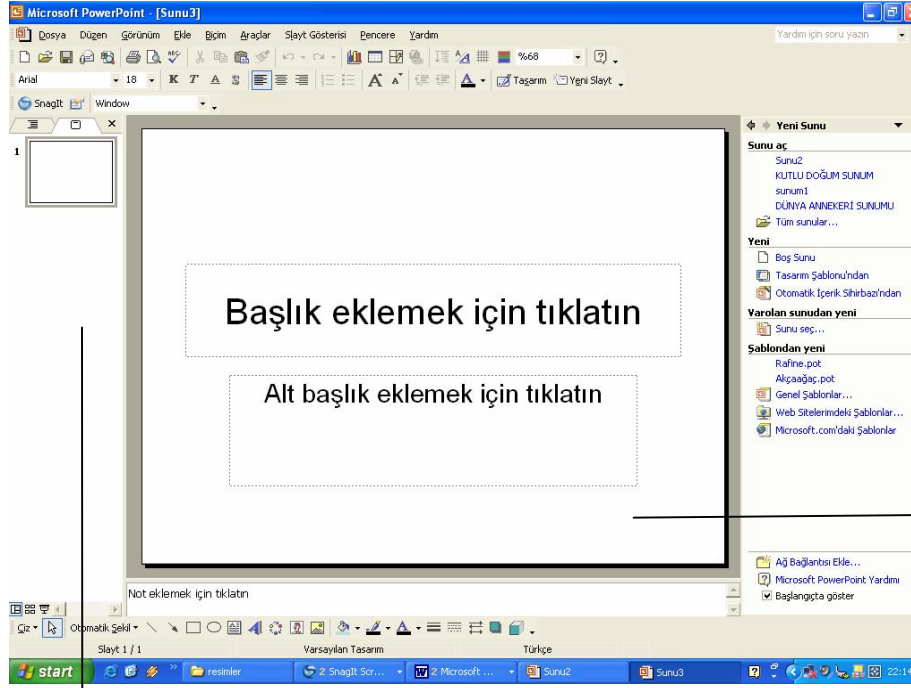 Microsoft PowerPoint - [Sunu3]
Dosya Düzen Görünüm Ekle Biçim Araçlar Slayt Gösterisi Pencere Yardım
Yardım için soru yazın
%68
Arial 18 K T A S Tasarım Yeni Slayt
SnagIt Window
Yeni Sunu
1
Sunu aç
Sunu2
KUTLU DOĞUM SUNUM
sunum1
DÜNYA ANNEKERİ SUNUMU
Tüm sunular...
Yeni
Boş Sunu
Tasarım Şablonu'ndan
Otomatik İçerik Sihirbazı'ndan
Varolan sunudan yeni
Sunu seç...
Şablondan yeni
Rafine.pot
Akçaağaç.pot
Genel Şablonlar...
Web Sitelerimdeki Şablonlar...
Microsoft.com'daki Şablonlar
Başlık eklemek için tıklatın
Alt başlık eklemek için tıklatın
Ağ Bağlantısı Ekle...
Microsoft PowerPoint Yardımı
Başlangıçta göster
Not eklemek için tıklatın
Çiz Otomatik Şekil
Slayt 1 / 1 Varsayılan Tasarım Türkçe
start resimler 2 SnagIt Scr... 2 Microsoft ... Sunu2 Sunu3 22:14